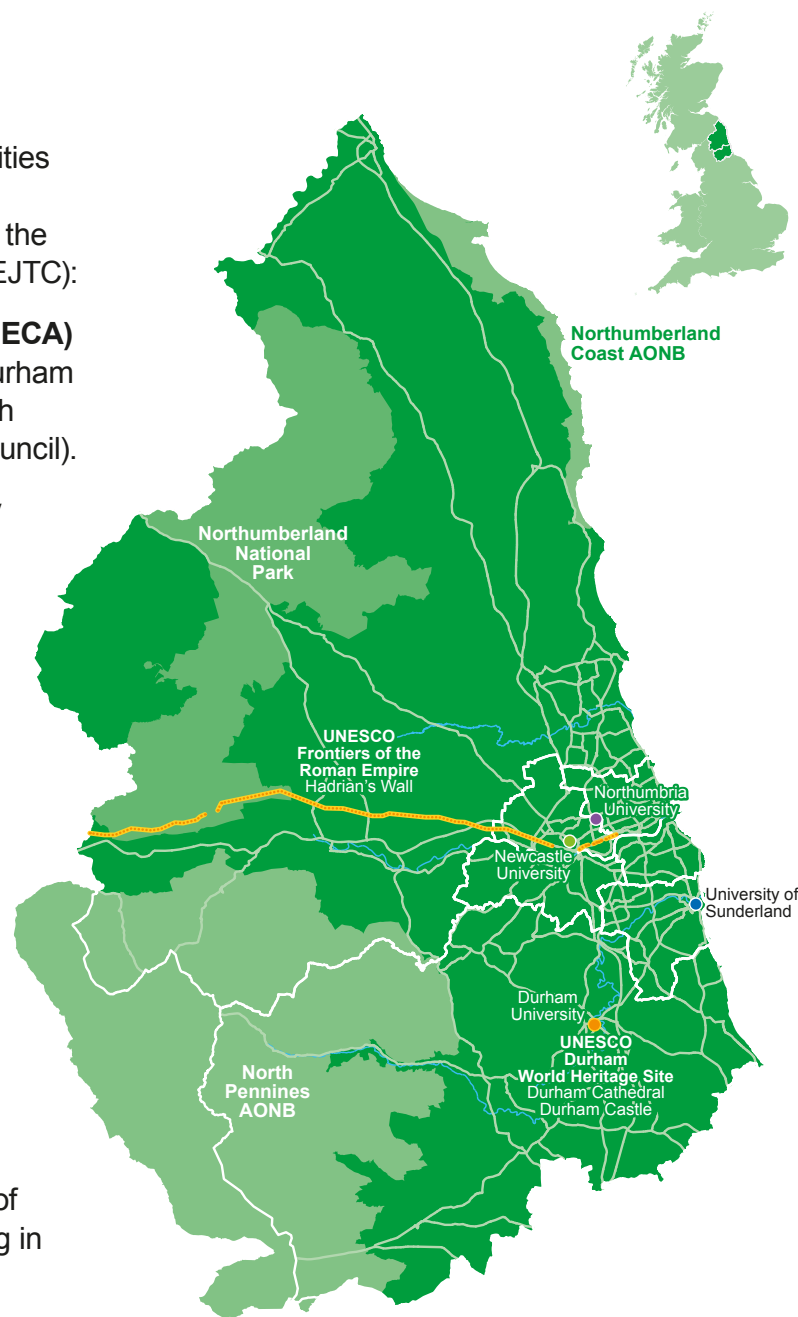 ities
the
EJTC):
ECA)
urham
h
uncil).
of
g in
Northumberland
Coast AONB
Northumberland
National
Park
UNESCO
Frontiers of the
Roman Empire
Hadrian's Wall
Northumbria
University
Newcastle
University
University of
Sunderland
Durham
University
UNESCO
Durham
World Heritage Site
Durham Cathedral
Durham Castle
North
Pennines
AONB